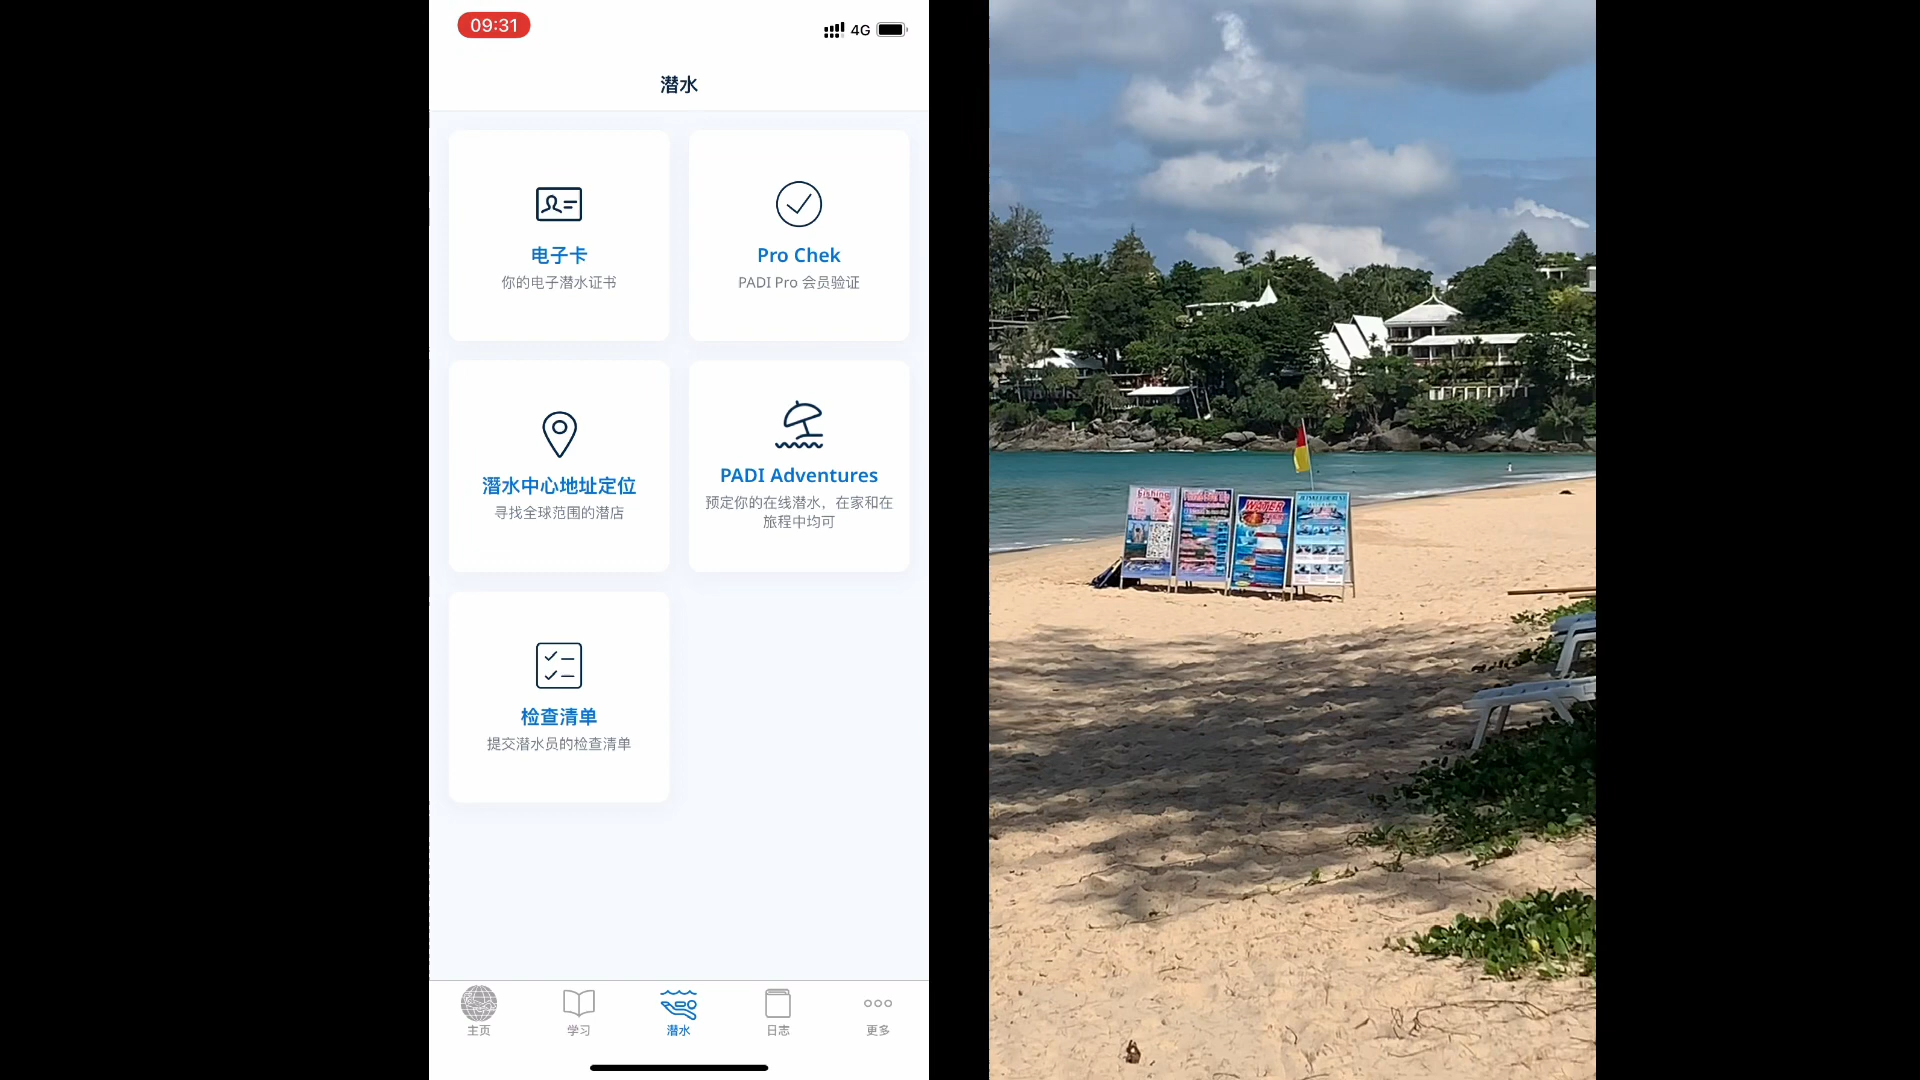 09:31
4G
潜水
电子卡
你的电子潜水证书
Pro Chek
PADI Pro 会员验证
潛水中心地址定位
寻找全球范围的潜店
PADI Adventures
预定你的在线潜水，在家和在
旅程中均可
检查清单
提交潜水员的检查清单
主页
学习
潜水
日志
更多
Fishing
WATER